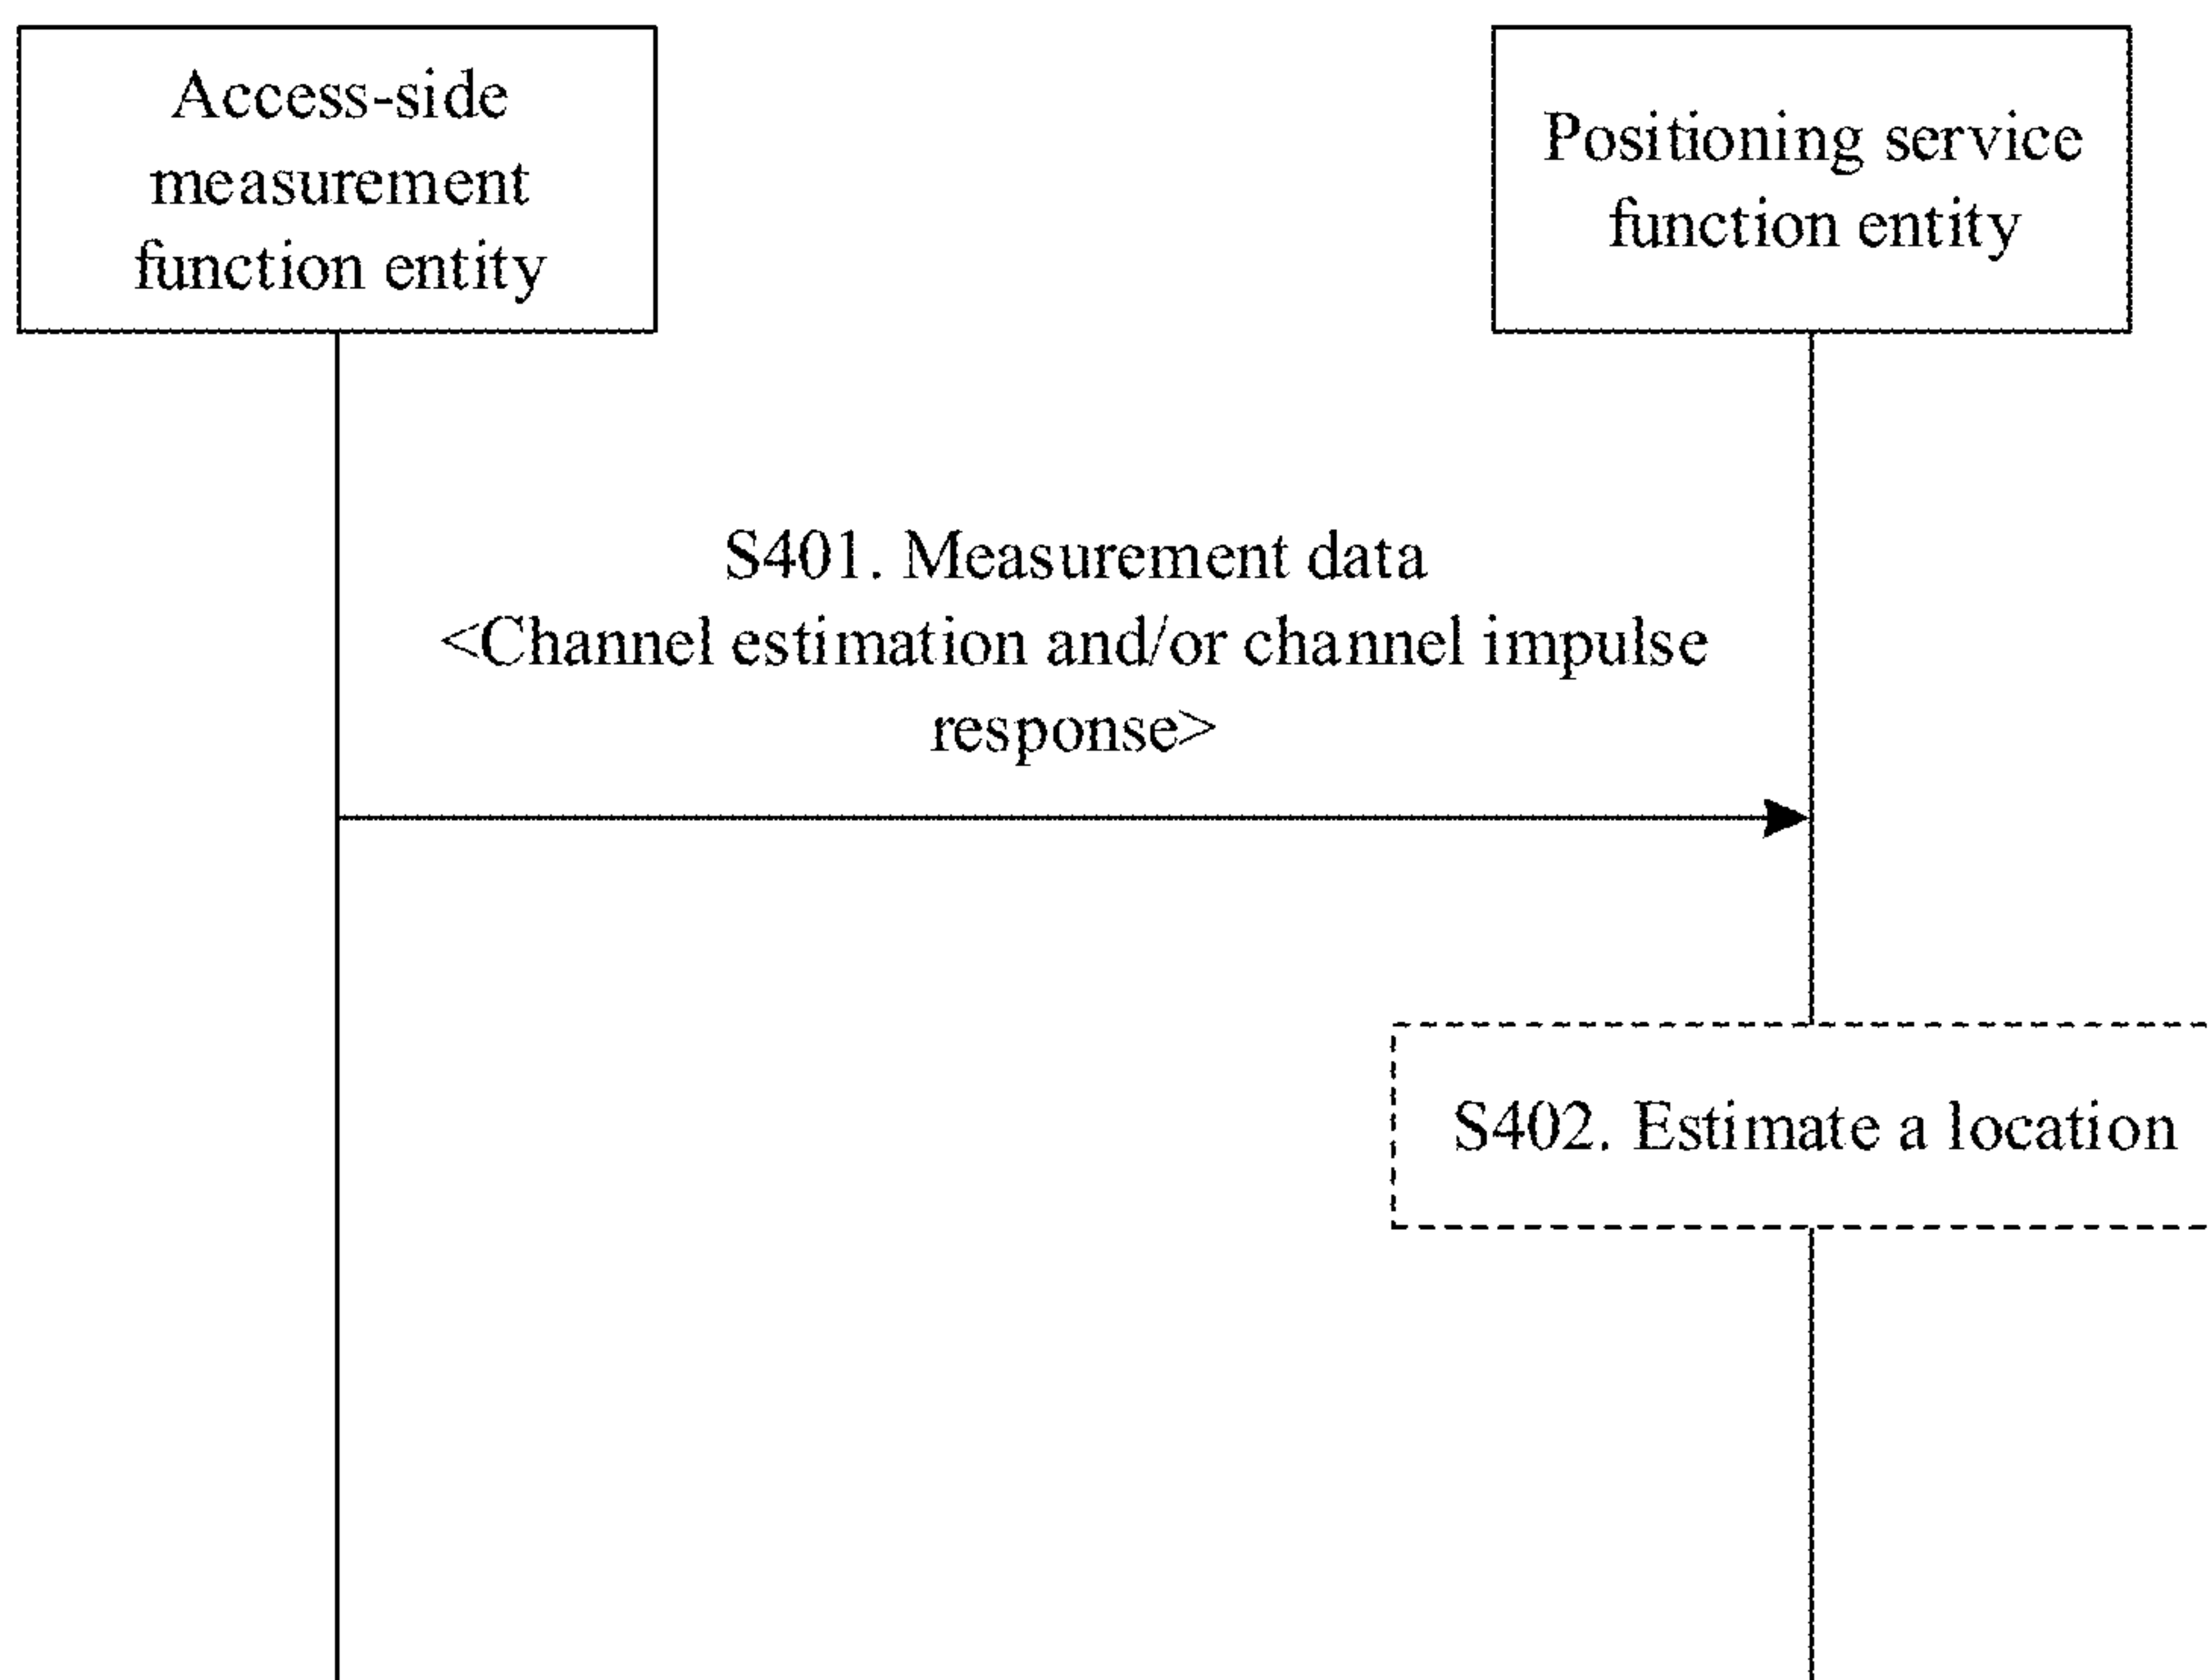 Access-side
measurement
function entity
Positioning service
function entity
S401. Measurement data
<Channel estimation and/or channel impulse
response>
S402. Estimate a location